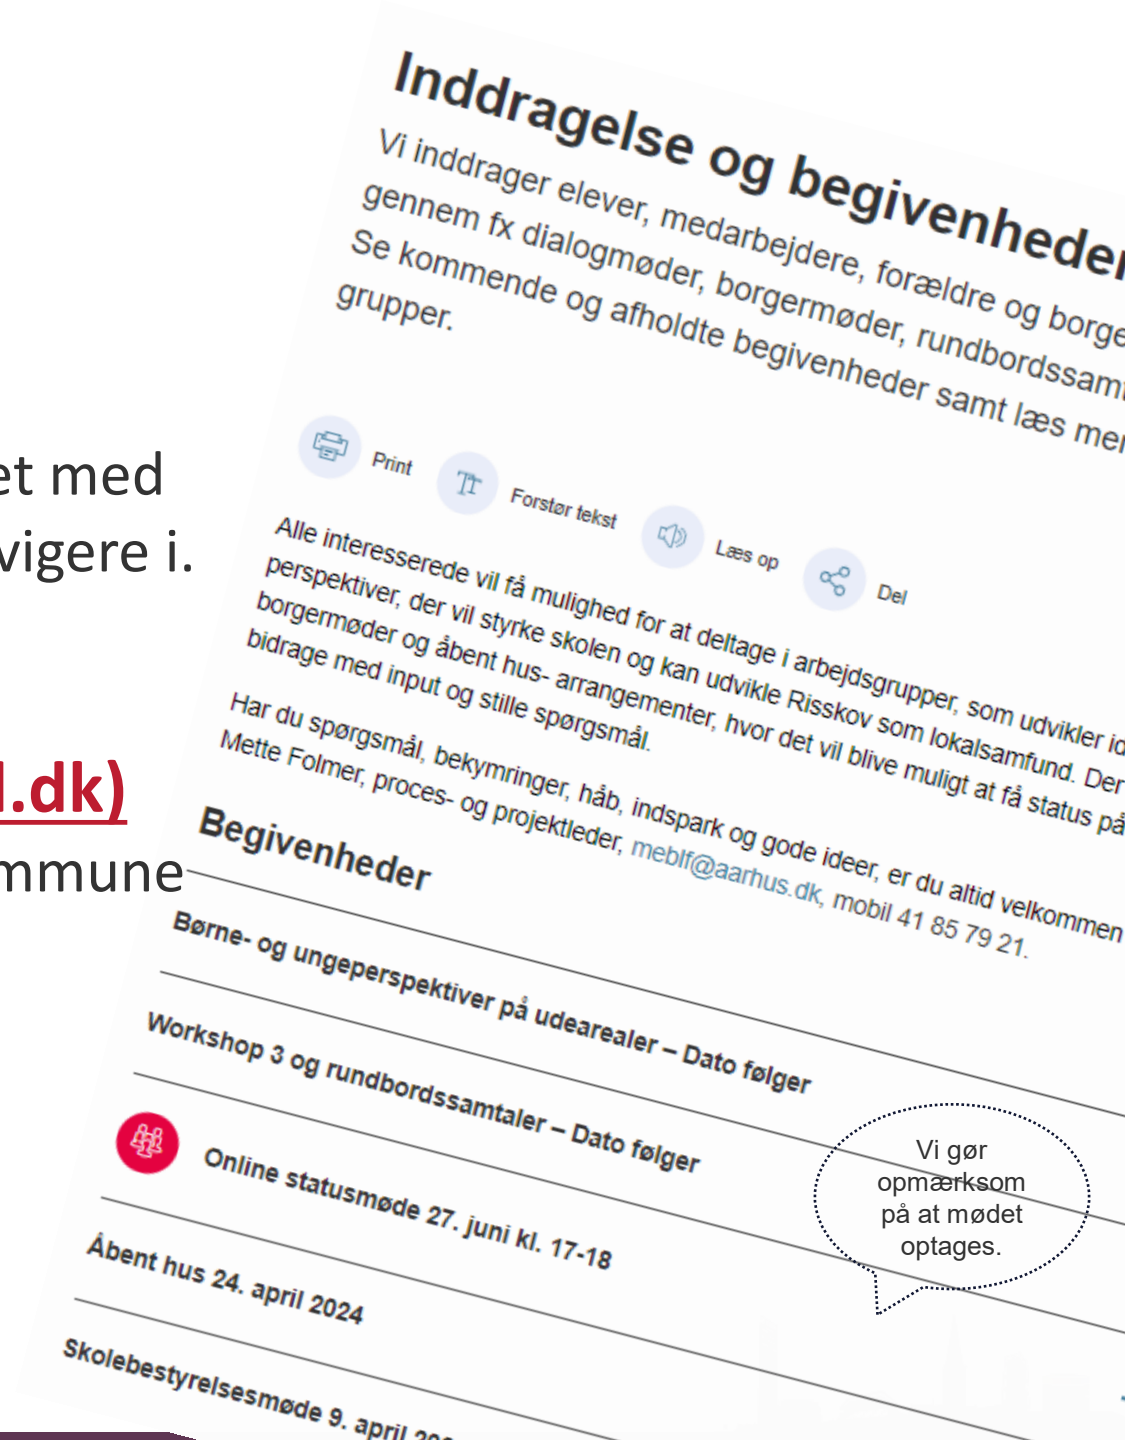 et med
vigere i.
.dk)
mmune
Inddragelse og begivenheder
Vi inddrager elever, medarbejdere, forældre og borge
gennem fx dialogmøder, borgermøder, rundbordssamt
Se kommende og afholdte begivenheder samt læs mer
grupper.
Print
Forstør tekst
Læs op
Del
Alle interesserede vil få mulighed for at deltage i arbejdsgrupper, som udvikler id
perspektiver, der vil styrke skolen og kan udvikle Risskov som lokalsamfund. Der
borgermøder og åbent hus- arrangementer, hvor det vil blive muligt at få status på
bidrage med input og stille spørgsmål.
Har du spørgsmål, bekymringer, håb, indspark og gode ideer, er du altid velkommen
Mette Folmer, proces- og projektleder, meblf@aarhus.dk, mobil 41 85 79 21.
Begivenheder
Børne- og ungeperspektiver på udearealer – Dato følger
Workshop 3 og rundbordssamtaler – Dato følger
Online statusmøde 27. juni kl. 17-18
Åbent hus 24. april 2024
Skolebestyrelsesmøde 9. april
Vi gør
opmærksom
på at mødet
optages.